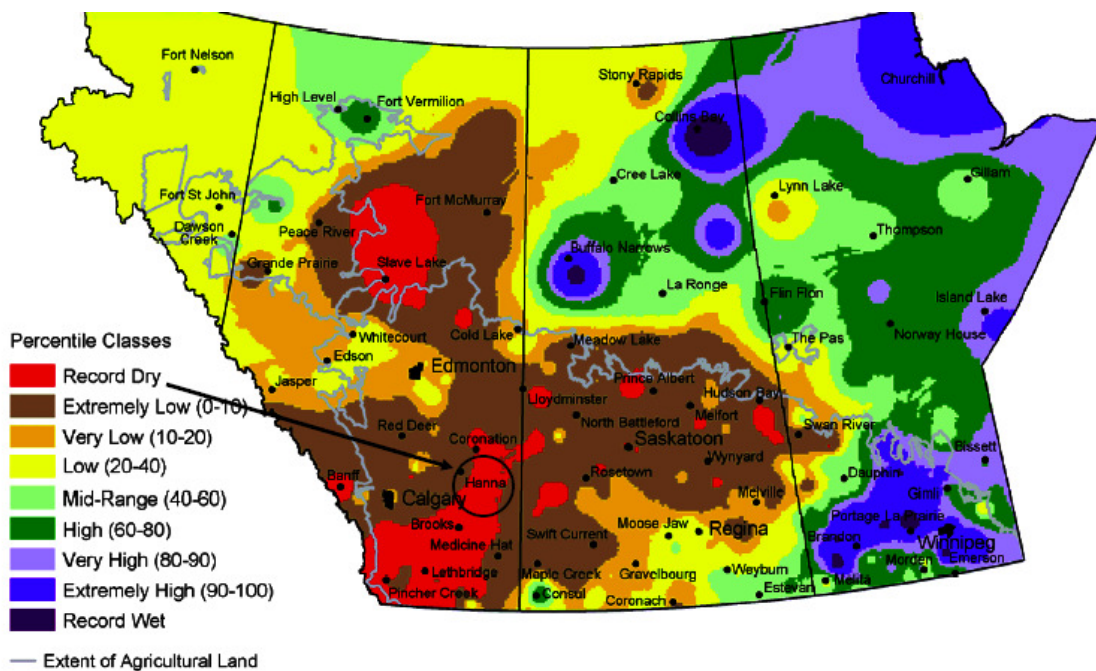 Fort Nelson
Churchill
Stony Rapids
High Level
Fort Vermilion
Collins Bay
Cree Lake
Gillam
Lynn Lake
Fort St John
Fort McMurray
Dawson
Creek
Peace River
Thompson
Buffalo Narrows
Grande Prairie
Slave Lake
La Ronge
Flin Flon
Island Lake
Norway House
Cold Lake
Whitecourt
Meadow Lake
The Pas
Edson
Edmonton
Jasper
Prince Albert
Hudson Bay
Lloydminster
North Battleford
Melfort
Red Deer
Swan River
Coronation
Saskatoon
Bissett
Wynyard
Banff
Hanna
Rosetown
Dauphin
Calgary
Gimli
Melville
Portage La Prairie
Brooks
Moose Jaw
Regina
Swift Current
Brandon
Winnipeg
Medicine Hat
Morden
Emerson
Lethbridge
Maple Creek
Gravelbourg
Weyburn
Pincher Creek
Consul
Coronach
Estevan
Melita
Percentile Classes
Record Dry
Extremely Low (0-10)
Very Low (10-20)
Low (20-40)
Mid-Range (40-60)
High (60-80)
Very High (80-90)
Extremely High (90-100)
Record Wet
Extent of Agricultural Land